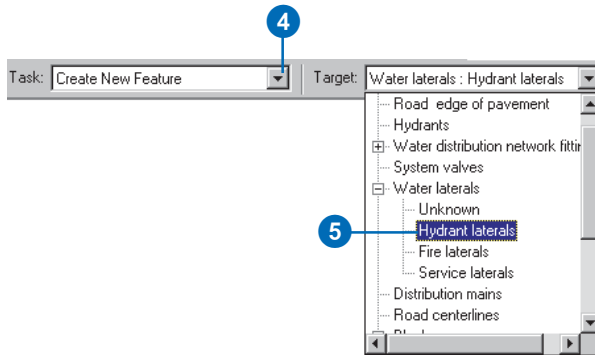 4
Task: Create New Feature Target: Water laterals : Hydrant laterals
Road edge of pavement
Hydrants
Water distribution network fittin
System valves
Water laterals
Unknown
5
Hydrant laterals
Fire laterals
Service laterals
Distribution mains
Road centerlines